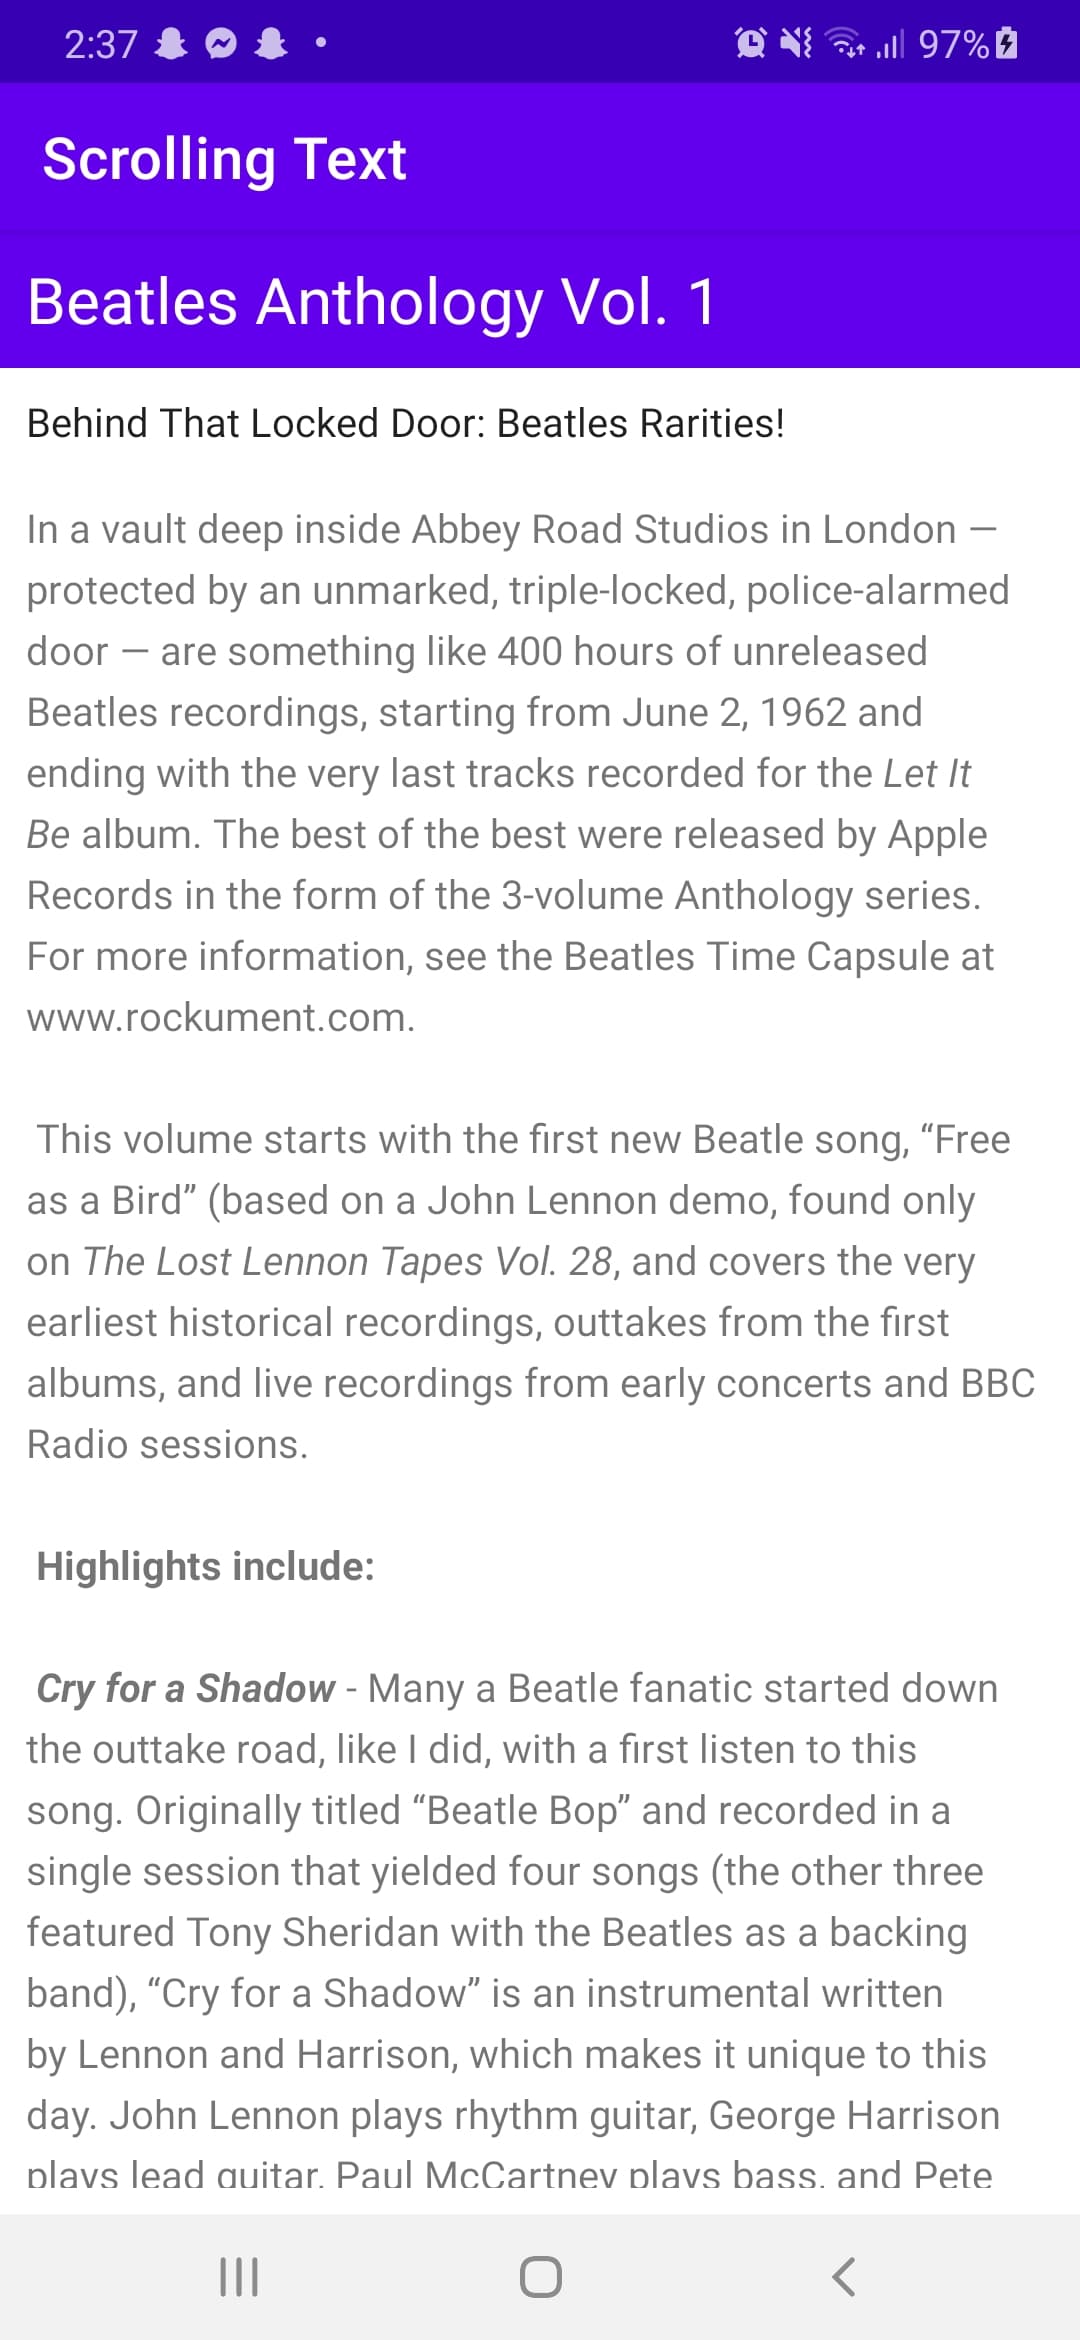 2:37
97%
Scrolling Text
Beatles Anthology Vol. 1
Behind That Locked Door: Beatles Rarities!
In a vault deep inside Abbey Road Studios in London —
protected by an unmarked, triple-locked, police-alarmed
door — are something like 400 hours of unreleased
Beatles recordings, starting from June 2, 1962 and
ending with the very last tracks recorded for the Let It
Be album. The best of the best were released by Apple
Records in the form of the 3-volume Anthology series.
For more information, see the Beatles Time Capsule at
www.rockument.com.
This volume starts with the first new Beatle song, “Free
as a Bird” (based on a John Lennon demo, found only
on The Lost Lennon Tapes Vol. 28, and covers the very
earliest historical recordings, outtakes from the first
albums, and live recordings from early concerts and BBC
Radio sessions.
Highlights include:
Cry for a Shadow - Many a Beatle fanatic started down
the outtake road, like I did, with a first listen to this
song. Originally titled “Beatle Bop” and recorded in a
single session that yielded four songs (the other three
featured Tony Sheridan with the Beatles as a backing
band), “Cry for a Shadow” is an instrumental written
by Lennon and Harrison, which makes it unique to this
day. John Lennon plays rhythm guitar, George Harrison
plays lead guitar, Paul McCartney plays bass, and Pete